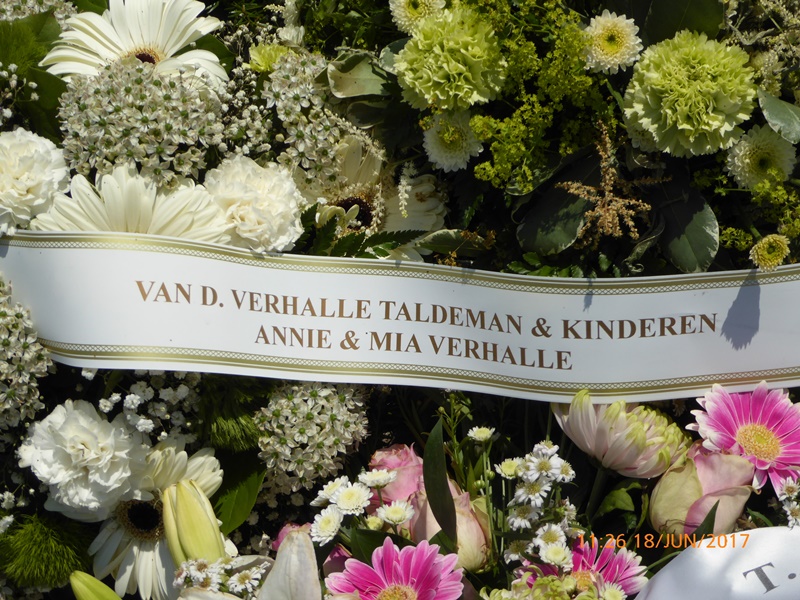 VAN D. VERHALLE TALDEMAN & KINDEREN
ANNIE & MIA VERHALLE
11:26 18/JUN/2017
T.